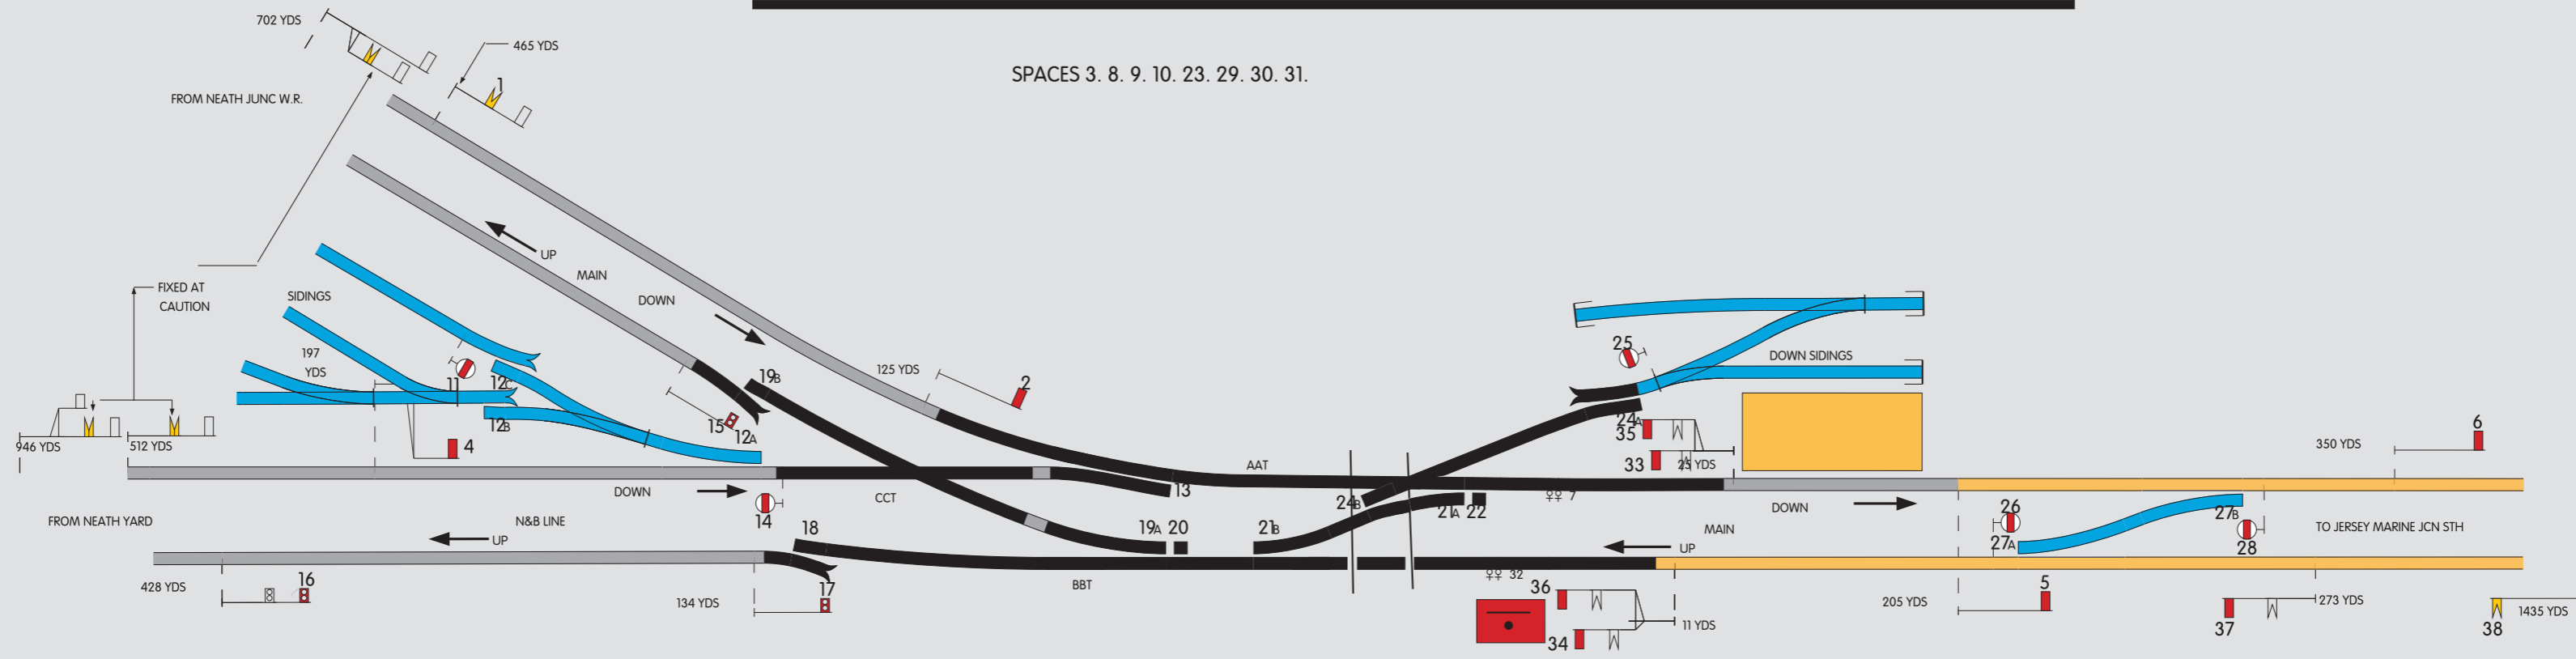 702 YDS
465 YDS
1
SPACES 3. 8. 9. 10. 23. 29. 30. 31.
FROM NEATH JUNC W.R.
UP
MAIN
DOWN
FIXED AT
CAUTION
SIDINGS
197
YDS
11
12C
12B
19B
15
12A
125 YDS
2
25
DOWN SIDINGS
24A
35
33
25 YDS
6
350 YDS
946 YDS
512 YDS
4
AAT
13
DOWN
CCT
14
24B
21A
22
7
DOWN
26
27B
27A
28
FROM NEATH YARD
N&B LINE
UP
18
19A
20
21B
MAIN
UP
TO JERSEY MARINE JCN STH
428 YDS
16
134 YDS
17
BBT
32
36
34
11 YDS
205 YDS
5
37
273 YDS
38
1435 YDS